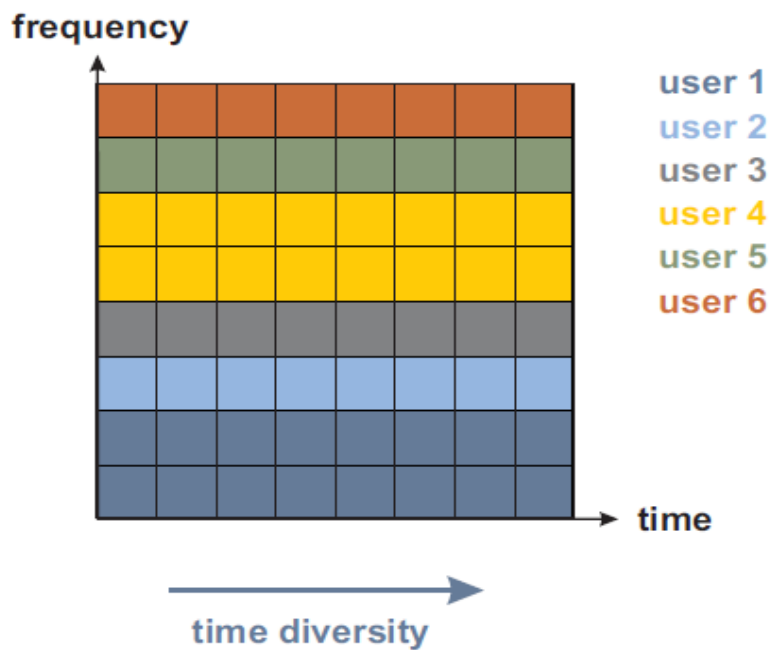 frequency
user 1
user 2
user 3
user 4
user 5
user 6
time
time diversity